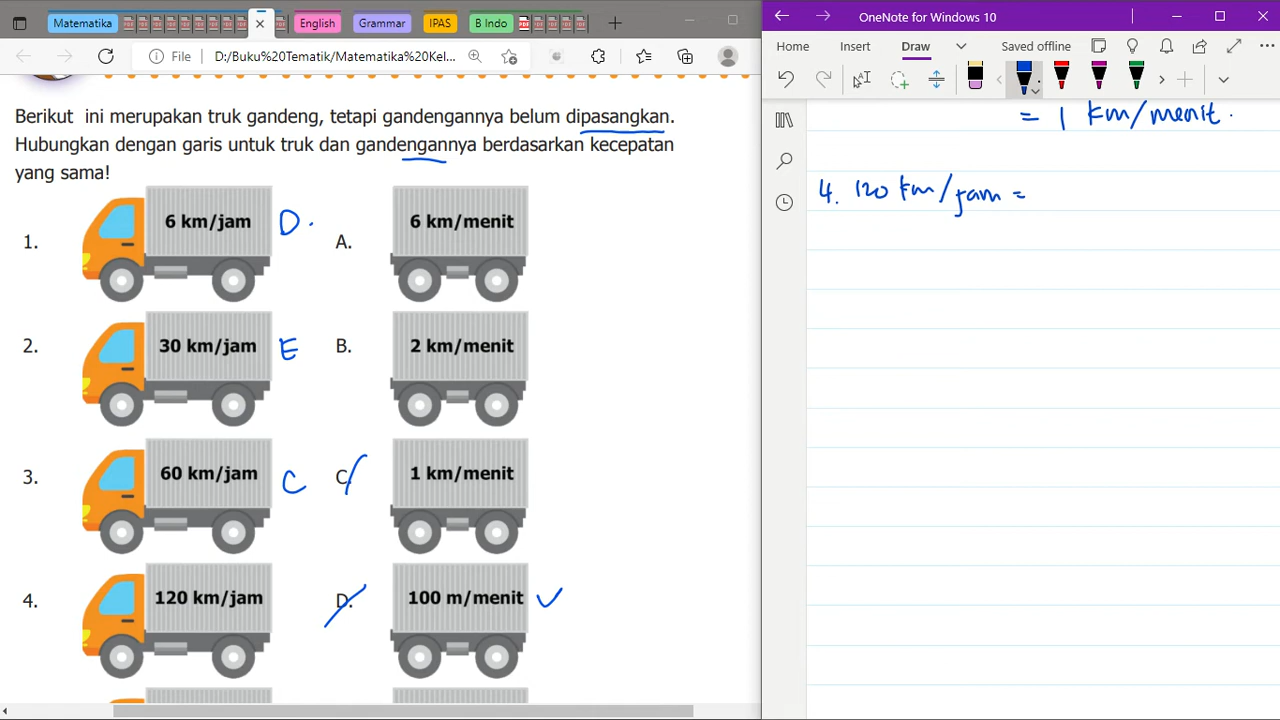 Matematika
English
Grammar
IPAS
B Indo
OneNote for Windows 10
File
D:/Buku%20Tematik/Matematika%20Kel...
Home
Insert
Draw
Saved offline
Berikut ini merupakan truk gandeng, tetapi gandengannya belum dipasangkan.
Hubungkan dengan garis untuk truk dan gandengannya berdasarkan kecepatan
yang sama!
1. 6 km/jam D. A. 6 km/menit
2. 30 km/jam E B. 2 km/menit
3. 60 km/jam C C. 1 km/menit
4. 120 km/jam D. 100 m/menit
= 1 km/menit.
4. 120 km/jam =